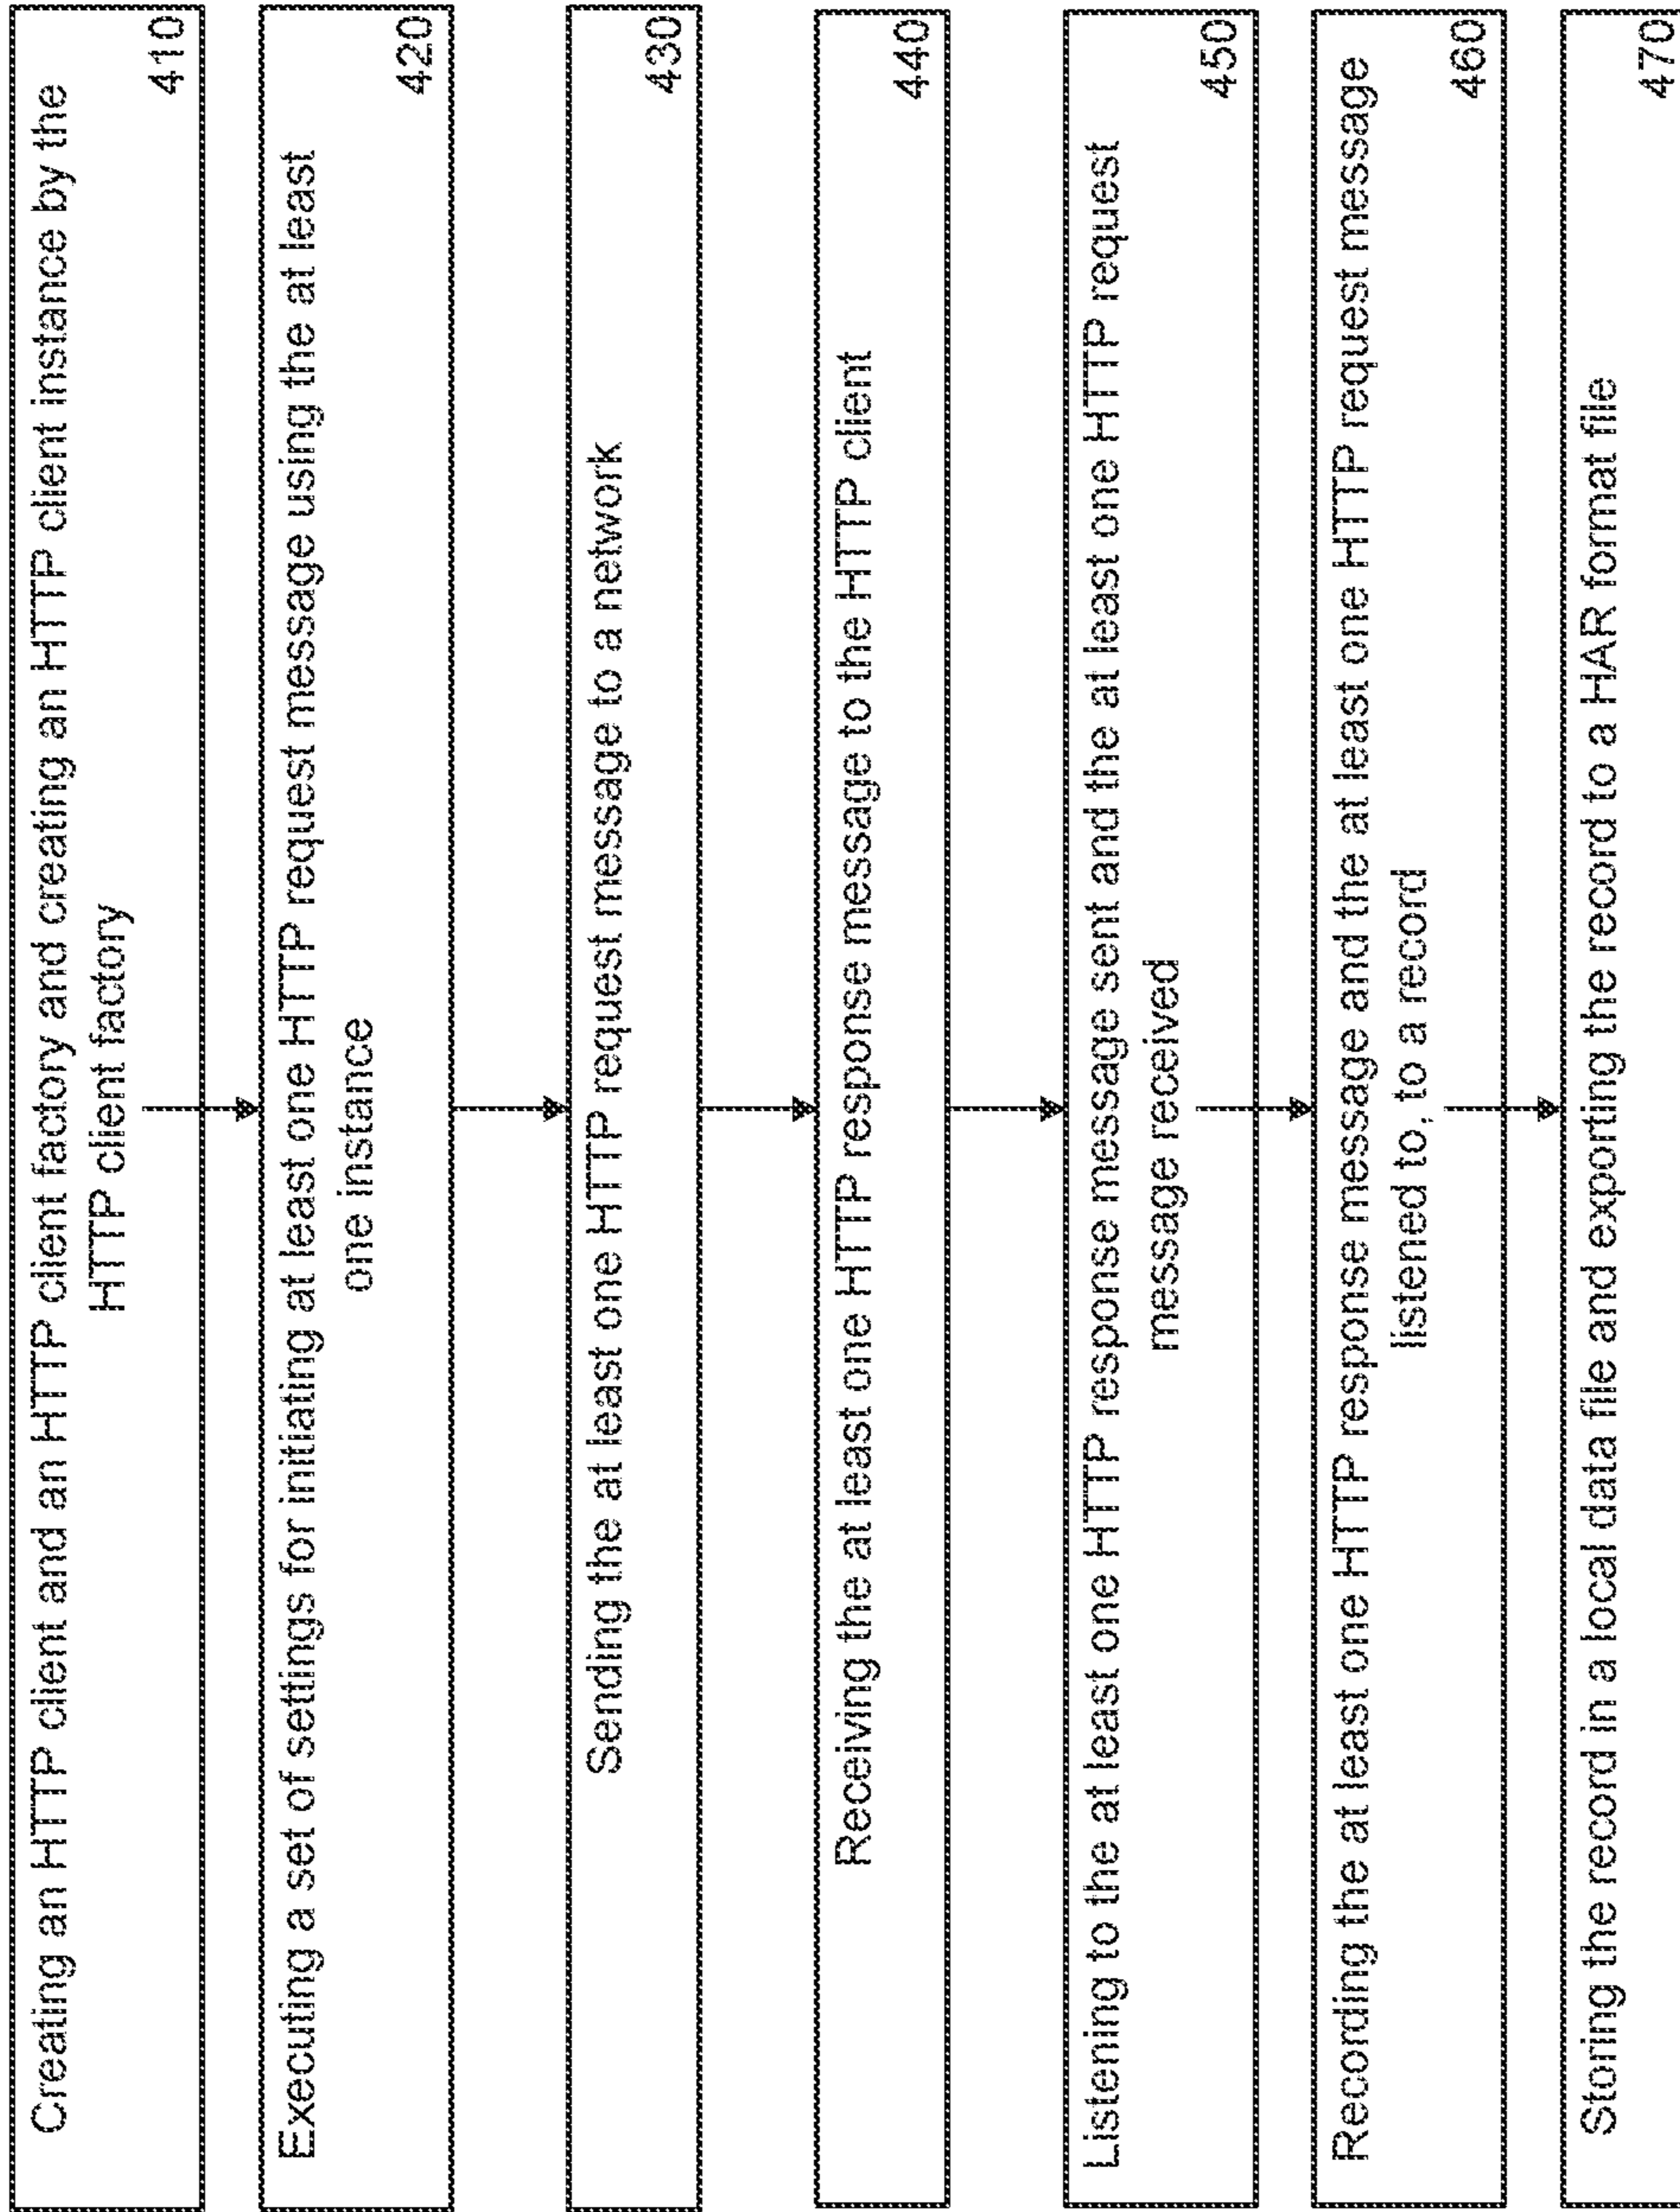 Creating an HTTP client and an HTTP client factory and creating an HTTP client instance by the
HTTP client factory
410
Executing a set of settings for initiating at least one HTTP request message using the at least
one instance
420
Sending the at least one HTTP request message to a network
430
Receiving the at least one HTTP response message to the HTTP client
440
Listening to the at least one HTTP response message sent and the at least one HTTP request
message received
450
Recording the at least one HTTP response message and the at least one HTTP request message
listened to, to a record
460
Storing the record in a local data file and exporting the record to a HAR format file
470